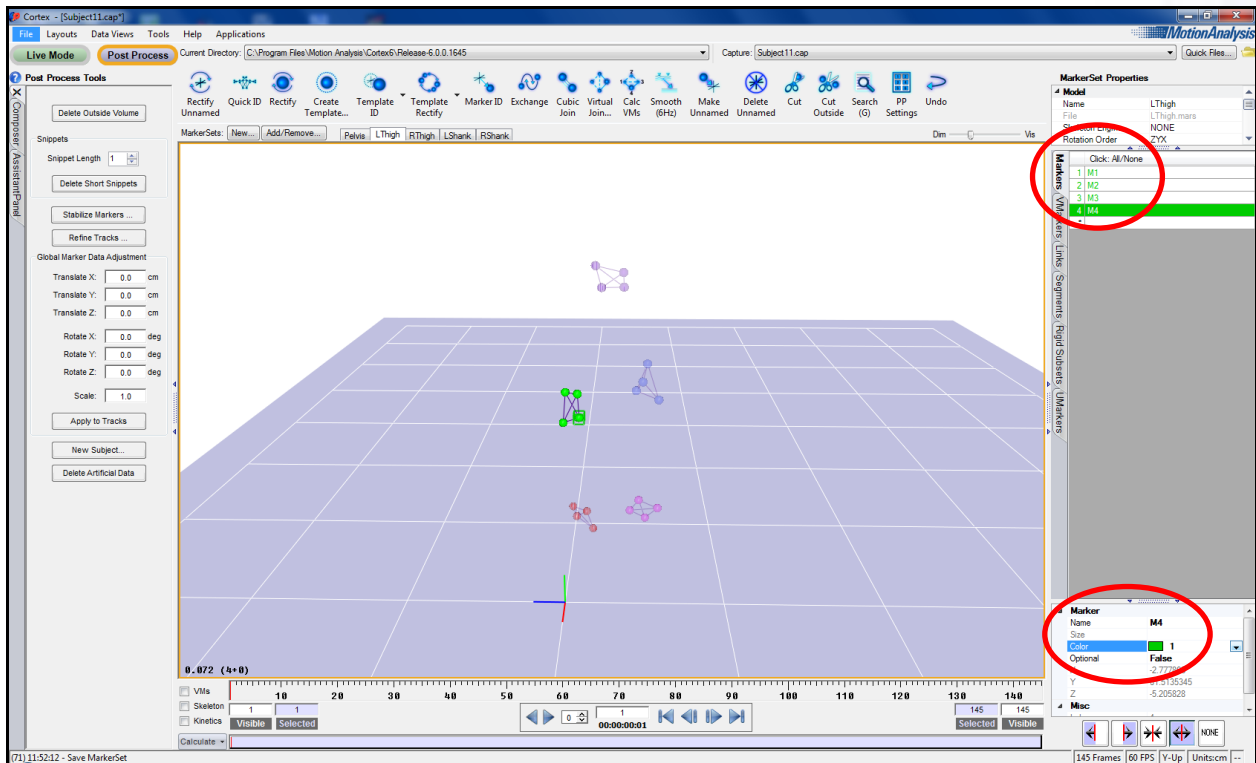 Cortex - [Subject11.cap*]
File Layouts Data Views Tools Help Applications
MotionAnalysis
Live Mode Post Process Current Directory: C:\Program Files\Motion Analysis\Cortex6\Release-6.0.0.1645 Capture: Subject11.cap Quick Files...
Post Process Tools
Composer / AssistantPanel
Delete Outside Volume
Snippets
Snippet Length 1
Delete Short Snippets
Stabilize Markers ...
Refine Tracks ...
Global Marker Data Adjustment
Translate X: 0.0 cm
Translate Y: 0.0 cm
Translate Z: 0.0 cm
Rotate X: 0.0 deg
Rotate Y: 0.0 deg
Rotate Z: 0.0 deg
Scale: 1.0
Apply to Tracks
New Subject...
Delete Artificial Data
Rectify Unnamed
Quick ID
Rectify
Create Template...
Template ID
Template Rectify
Marker ID
Exchange
Cubic Join
Virtual Join...
Calc VMs
Smooth (6Hz)
Make Unnamed
Delete Unnamed
Cut
Cut Outside
Search (G)
PP Settings
Undo
MarkerSets: New... Add/Remove... Pelvis LThigh RThigh LShank RShank Dim Vis
0.072 (4+0)
VMs
Skeleton
Kinetics
10 20 30 40 50 60 70 80 90 100 110 120 130 140
1 1
Visible Selected
0 1
00:00:00:01
145 145
Selected Visible
Calculate
MarkerSet Properties
Model
Name LThigh
File LThigh.mars
NONE
Rotation Order ZYX
Markers
VMarkers
Links
Segments
Rigid Subsets
UMarkers
Click: All/None
1 M1
2 M2
3 M3
4 M4
*
Marker
Name M4
Size
Color 1
Optional False
Y
Z -5.205828
Misc
NONE
(71) 11:52:12 - Save MarkerSet
145 Frames 60 FPS Y-Up Units:cm --